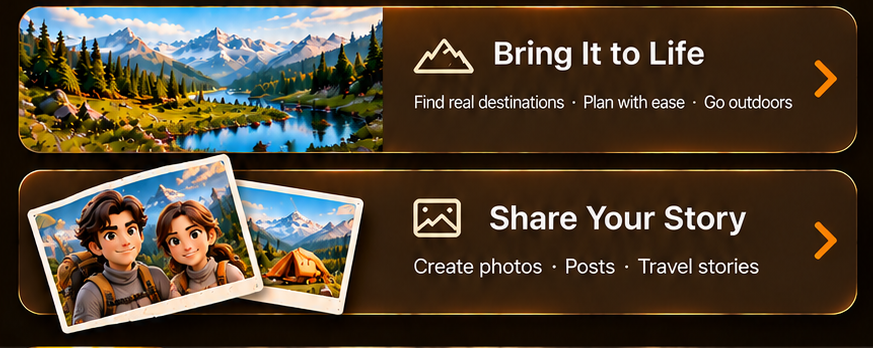 Bring It to Life
Find real destinations · Plan with ease · Go outdoors
Share Your Story
Create photos · Posts · Travel stories